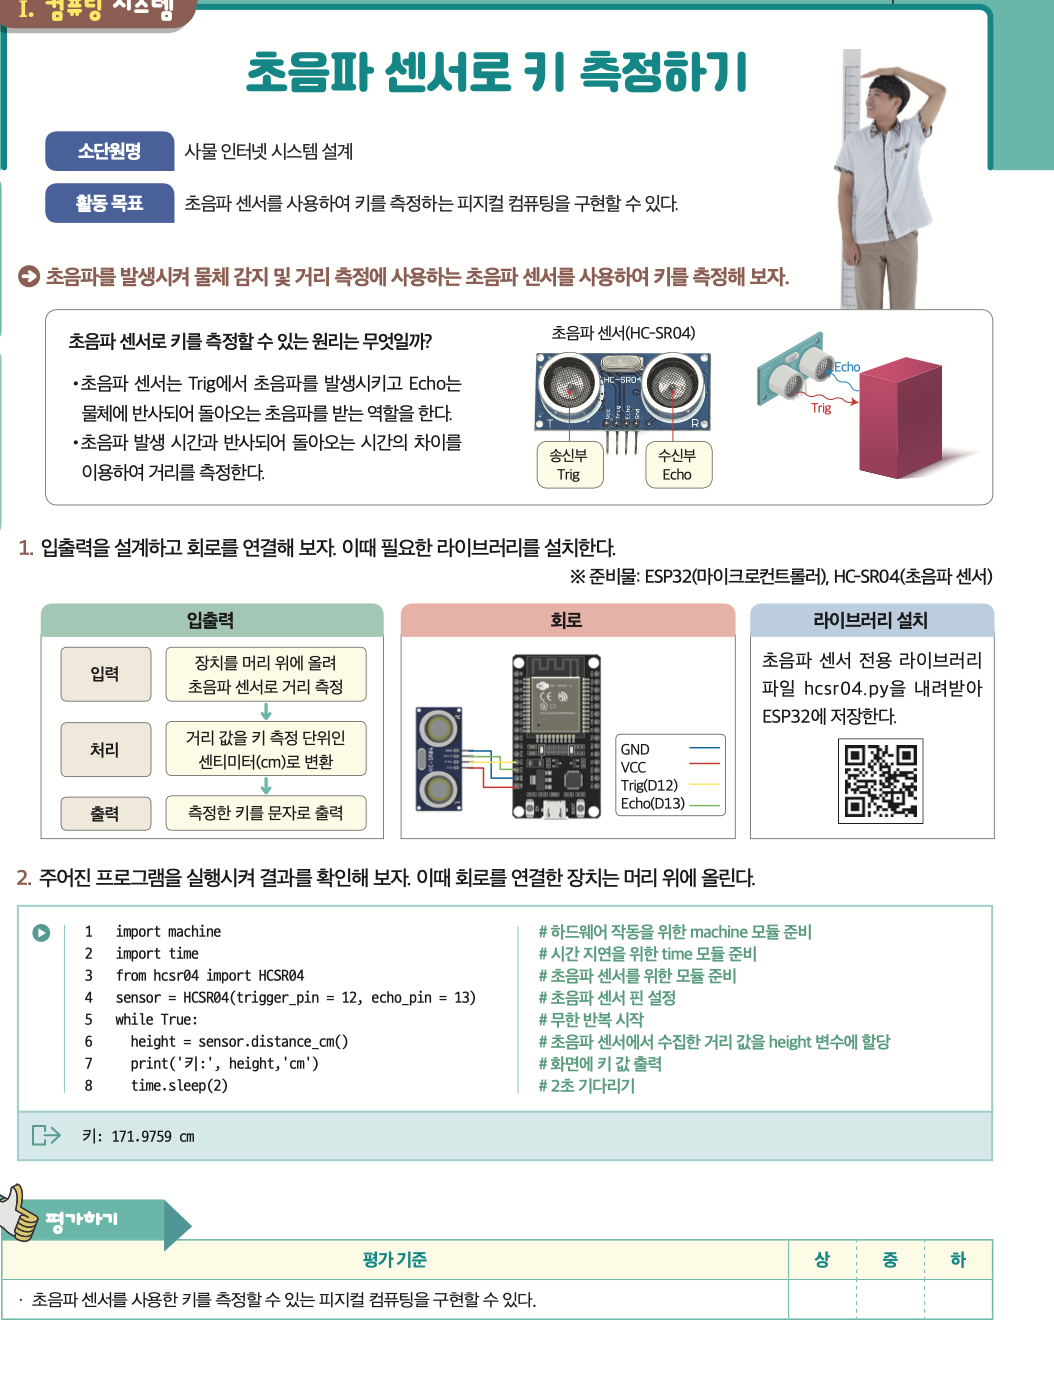 I. 컴퓨팅 시스템
초음파 센서로 키 측정하기
소단원명 사물 인터넷 시스템 설계
활동 목표 초음파 센서를 사용하여 키를 측정하는 피지컬 컴퓨팅을 구현할 수 있다.
초음파를 발생시켜 물체 감지 및 거리 측정에 사용하는 초음파 센서를 사용하여 키를 측정해 보자.
초음파 센서로 키를 측정할 수 있는 원리는 무엇일까?
•초음파 센서는 Trig에서 초음파를 발생시키고 Echo는
물체에 반사되어 돌아오는 초음파를 받는 역할을 한다.
•초음파 발생 시간과 반사되어 돌아오는 시간의 차이를
이용하여 거리를 측정한다.
초음파 센서(HC-SR04)
HC-SR04
Vcc Trig Echo Gnd
T R
송신부
Trig
수신부
Echo
Echo
Trig
1. 입출력을 설계하고 회로를 연결해 보자. 이때 필요한 라이브러리를 설치한다.
※ 준비물: ESP32(마이크로컨트롤러), HC-SR04(초음파 센서)
입출력
입력
장치를 머리 위에 올려
초음파 센서로 거리 측정
처리
거리 값을 키 측정 단위인
센티미터(cm)로 변환
출력
측정한 키를 문자로 출력
회로
HC-SR04
GND
VCC
Trig(D12)
Echo(D13)
라이브러리 설치
초음파 센서 전용 라이브러리
파일 hcsr04.py을 내려받아
ESP32에 저장한다.
2. 주어진 프로그램을 실행시켜 결과를 확인해 보자. 이때 회로를 연결한 장치는 머리 위에 올린다.
1 import machine # 하드웨어 작동을 위한 machine 모듈 준비
2 import time # 시간 지연을 위한 time 모듈 준비
3 from hcsr04 import HCSR04 # 초음파 센서를 위한 모듈 준비
4 sensor = HCSR04(trigger_pin = 12, echo_pin = 13) # 초음파 센서 핀 설정
5 while True: # 무한 반복 시작
6 height = sensor.distance_cm() # 초음파 센서에서 수집한 거리 값을 height 변수에 할당
7 print('키:', height,'cm') # 화면에 키 값 출력
8 time.sleep(2) # 2초 기다리기
키: 171.9759 cm
평가하기
평가 기준 상 중 하
· 초음파 센서를 사용한 키를 측정할 수 있는 피지컬 컴퓨팅을 구현할 수 있다.